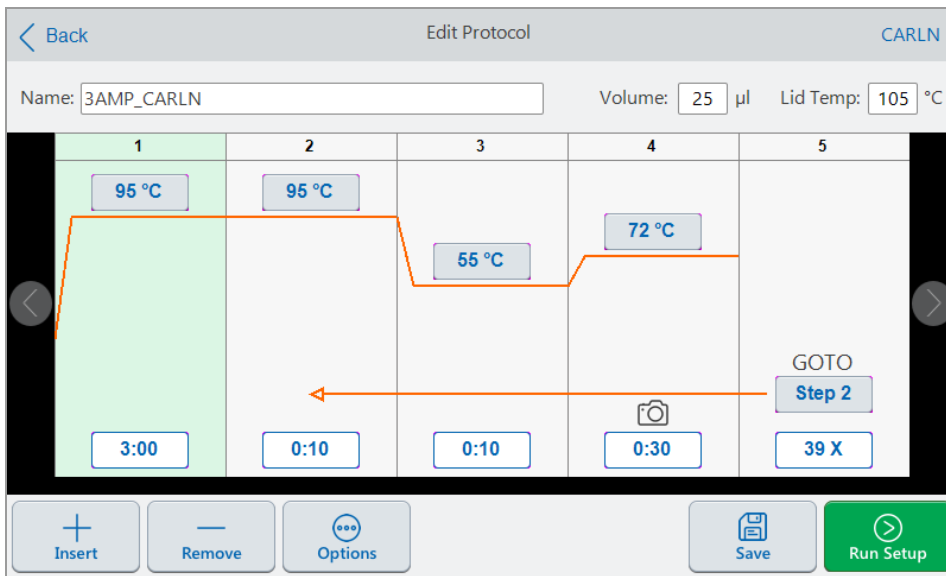 Back Edit Protocol CARLN
Name: 3AMP_CARLN Volume: 25 µl Lid Temp: 105 °C
1 2 3 4 5
95 °C 95 °C
72 °C
55 °C
GOTO
Step 2
3:00 0:10 0:10 0:30 39 X
Insert Remove Options Save Run Setup